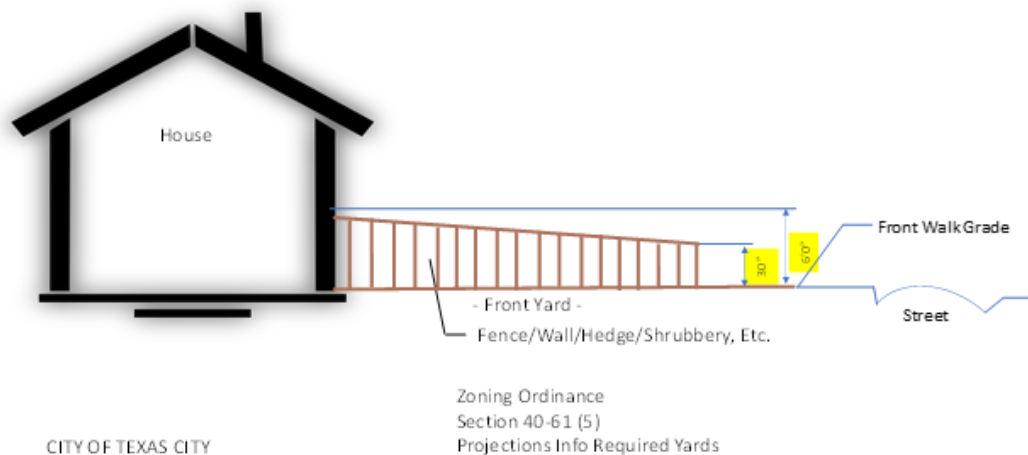 House
Front Walk Grade
6'0"
30"
- Front Yard -
Street
Fence/Wall/Hedge/Shrubbery, Etc.
Zoning Ordinance
Section 40-61 (5)
Projections Info Required Yards
CITY OF TEXAS CITY